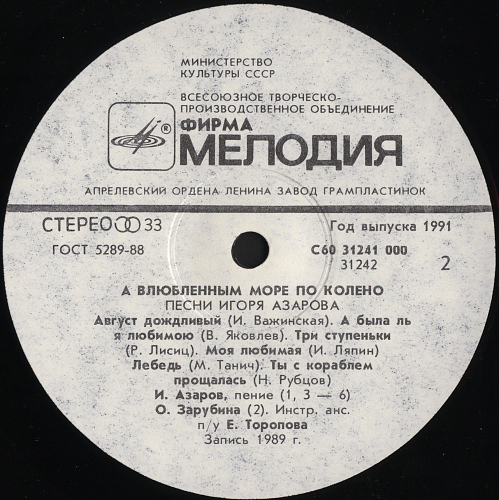 МИНИСТЕРСТВО
КУЛЬТУРЫ СССР
ВСЕСОЮЗНОЕ ТВОРЧЕСКО-
ПРОИЗВОДСТВЕННОЕ ОБЪЕДИНЕНИЕ
®
ФИРМА
МЕЛОДИЯ
АПРЕЛЕВСКИЙ ОРДЕНА ЛЕНИНА ЗАВОД ГРАМПЛАСТИНОК
СТЕРЕО 33
Год выпуска 1991
ГОСТ 5289-88
С60 31241 000
31242
2
А ВЛЮБЛЕННЫМ МОРЕ ПО КОЛЕНО
ПЕСНИ ИГОРЯ АЗАРОВА
Август дождливый (И. Важинская). А была ль
я любимою (В. Яковлев). Три ступеньки
(Р. Лисиц). Моя любимая (И. Ляпин)
Лебедь (М. Танич). Ты с кораблем
прощалась (Н. Рубцов)
И. Азаров, пение (1, 3 — 6)
О. Зарубина (2). Инстр. анс.
п/у Е. Торопова
Запись 1989 г.